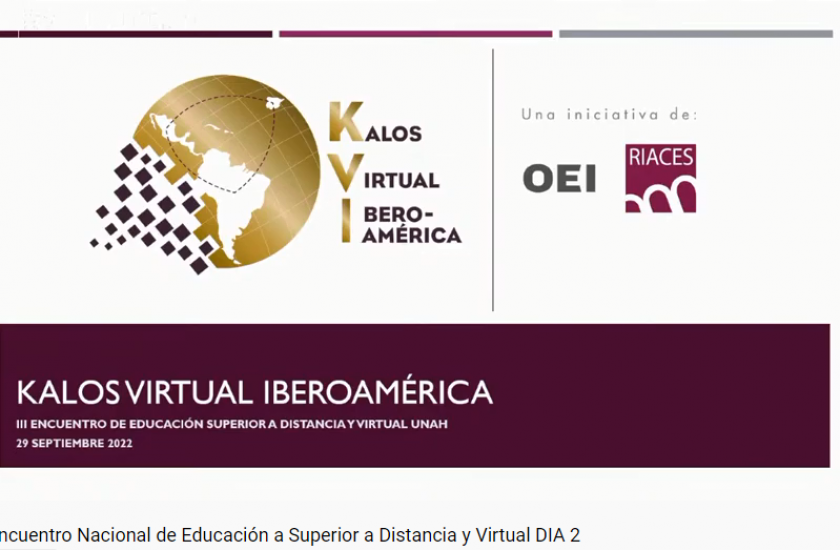 KALOS
VIRTUAL
IBERO-
AMÉRICA
Una iniciativa de:
OEI
RIACES
KALOS VIRTUAL IBEROAMÉRICA
III ENCUENTRO DE EDUCACIÓN SUPERIOR A DISTANCIA Y VIRTUAL UNAH
29 SEPTIEMBRE 2022
ncuentro Nacional de Educación a Superior a Distancia y Virtual DIA 2